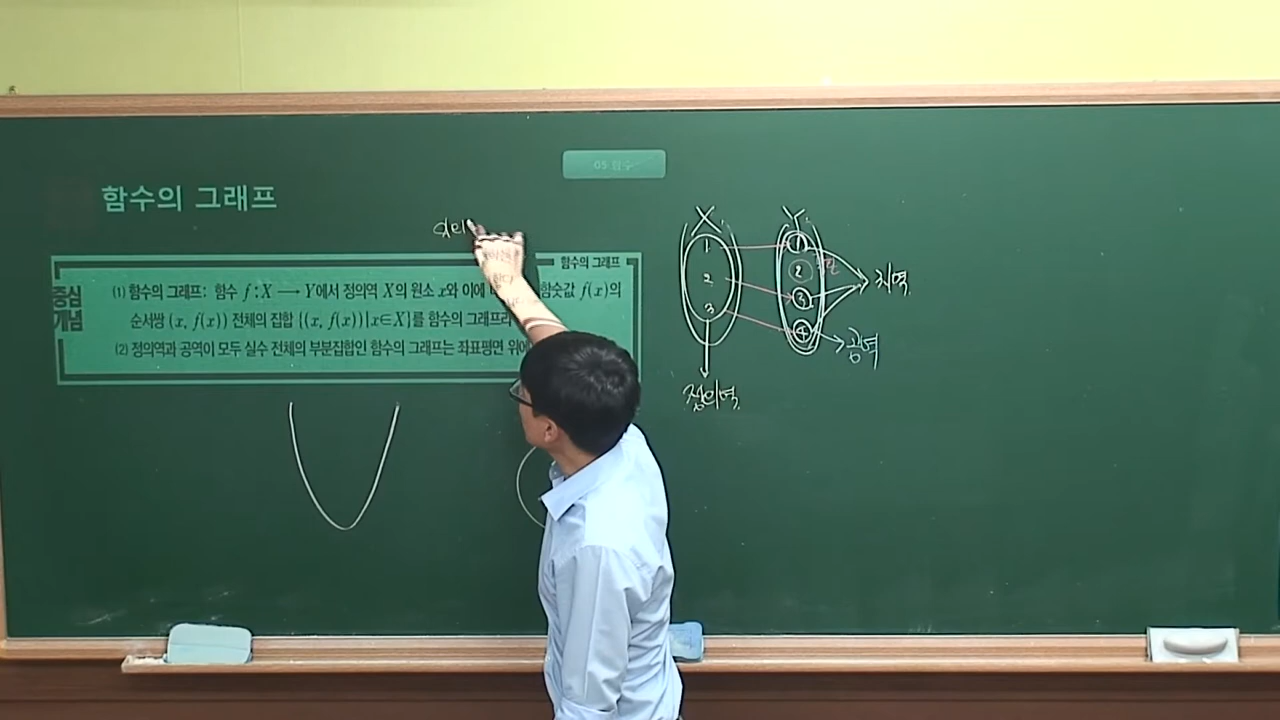 05 함수
함수의 그래프
함수의 그래프
중심
개념
(1) 함수의 그래프: 함수 f:X → Y에서 정의역 X의 원소 x와 이에 함숫값 f(x)의
순서쌍 (x, f(x)) 전체의 집합 {(x, f(x))|x∈X}를 함수의 그래프라
(2) 정의역과 공역이 모두 실수 전체의 부분집합인 함수의 그래프는 좌표평면 위에
X Y
1 1
2 2
3 3
4
치역
공역
정의역